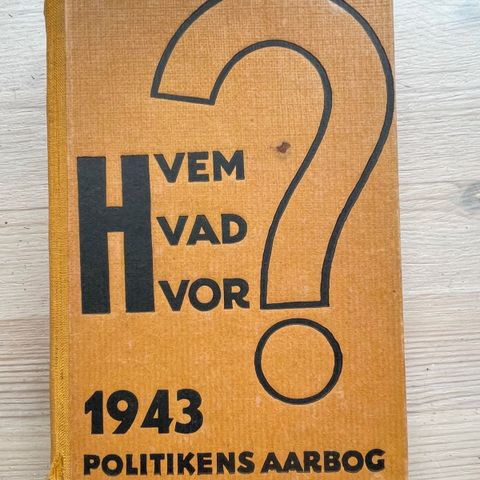 HVEM
HVAD
HVOR?
1943
POLITIKENS AARBOG